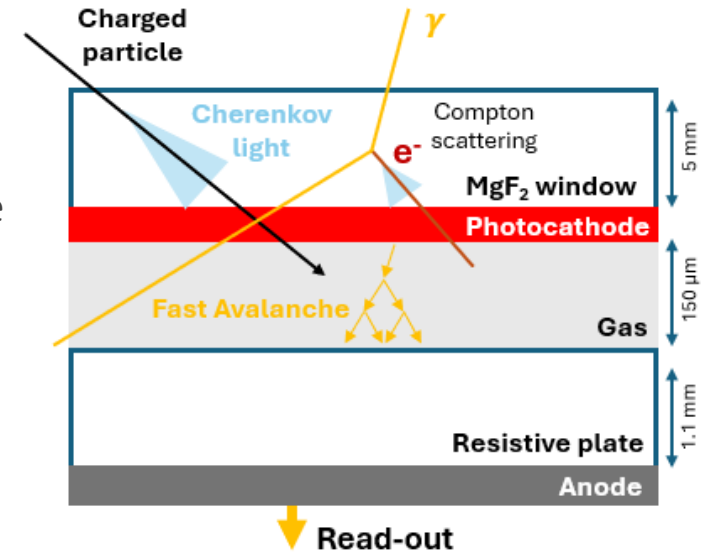 Charged
particle
γ
Cherenkov
light
Compton
scattering
e-
MgF₂ window
5 mm
e
Photocathode
Fast Avalanche
Gas
150 µm
Resistive plate
1.1 mm
Anode
Read-out